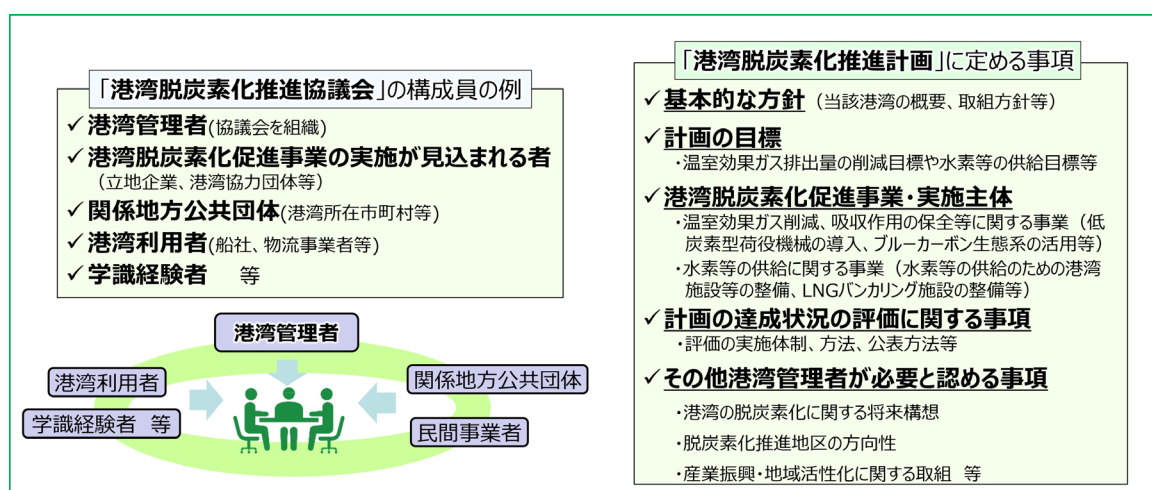 「港湾脱炭素化推進協議会」の構成員の例
✓港湾管理者(協議会を組織)
✓港湾脱炭素化促進事業の実施が見込まれる者
（立地企業、港湾協力団体等）
✓関係地方公共団体(港湾所在市町村等)
✓港湾利用者(船社、物流事業者等)
✓学識経験者 等
港湾管理者
港湾利用者
関係地方公共団体
学識経験者 等
民間事業者
「港湾脱炭素化推進計画」に定める事項
✓基本的な方針（当該港湾の概要、取組方針等）
✓計画の目標
・温室効果ガス排出量の削減目標や水素等の供給目標等
✓港湾脱炭素化促進事業・実施主体
・温室効果ガス削減、吸収作用の保全等に関する事業（低
炭素型荷役機械の導入、ブルーカーボン生態系の活用等）
・水素等の供給に関する事業（水素等の供給のための港湾
施設等の整備、LNGバンカリング施設の整備等）
✓計画の達成状況の評価に関する事項
・評価の実施体制、方法、公表方法等
✓その他港湾管理者が必要と認める事項
・港湾の脱炭素化に関する将来構想
・脱炭素化推進地区の方向性
・産業振興・地域活性化に関する取組 等